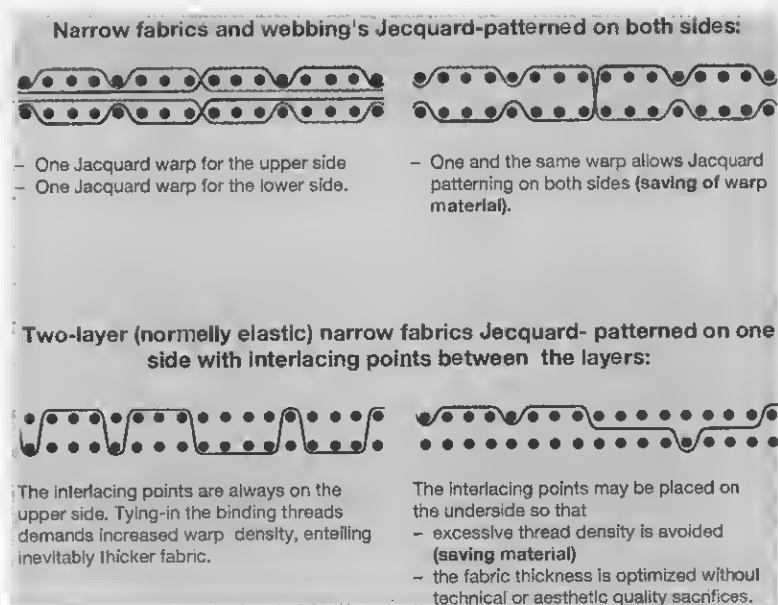 Narrow fabrics and webbing's Jacquard-patterned on both sides:
– One Jacquard warp for the upper side
– One Jacquard warp for the lower side.
– One and the same warp allows Jacquard
patterning on both sides (saving of warp
material).
Two-layer (normelly elastic) narrow fabrics Jecquard- patterned on one
side with interlacing points between the layers:
The interlacing points are always on the
upper side. Tying-in the binding threads
demands increased warp density, enteiling
inevitably thicker fabric.
The interlacing points may be placed on
the underside so that
– excessive thread density is avoided
(saving material)
– the fabric thickness is optimized without
technical or aesthetic quality sacrifices.